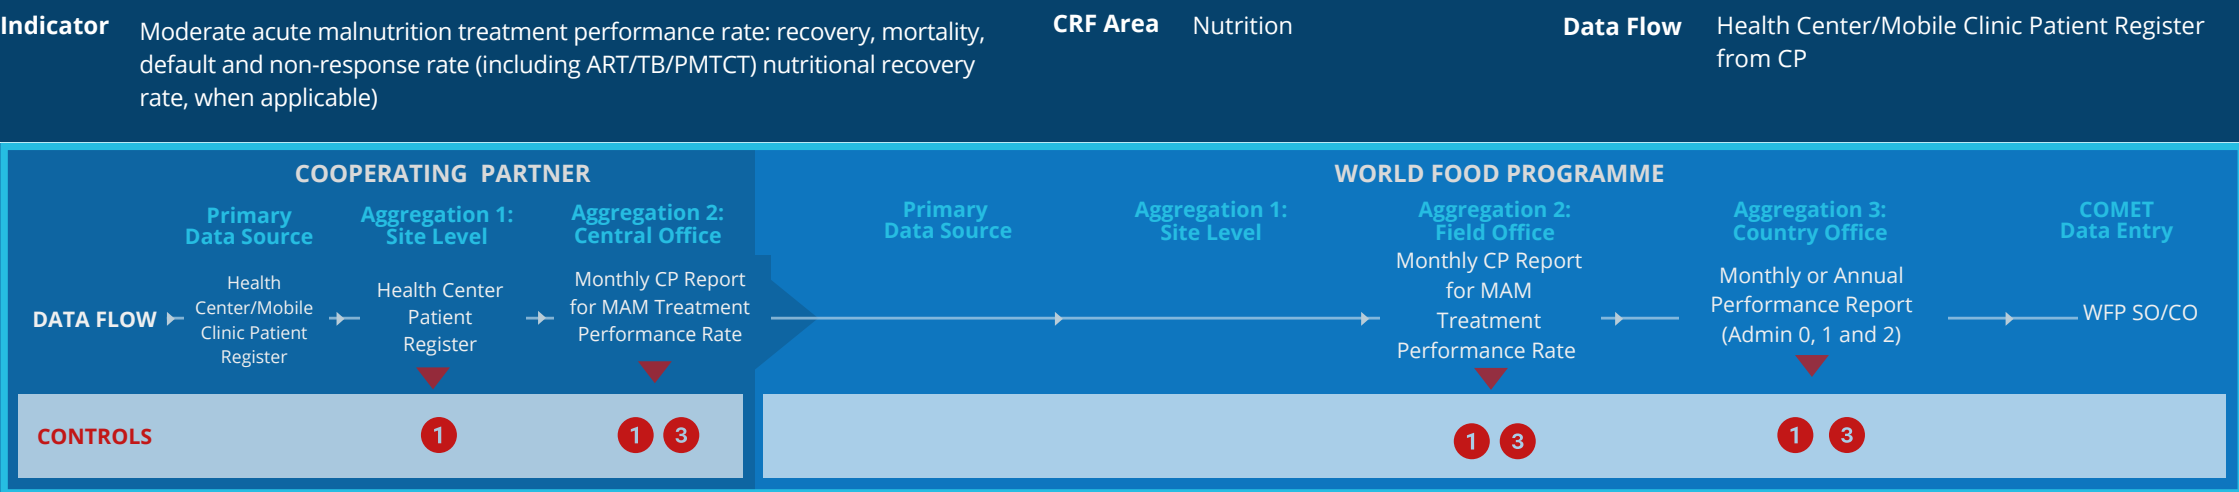 Indicator
Moderate acute malnutrition treatment performance rate: recovery, mortality,
default and non-response rate (including ART/TB/PMTCT) nutritional recovery
rate, when applicable)
CRF Area
Nutrition
Data Flow
Health Center/Mobile Clinic Patient Register
from CP
COOPERATING PARTNER
Primary
Data Source
Aggregation 1:
Site Level
Aggregation 2:
Central Office
WORLD FOOD PROGRAMME
Primary
Data Source
Aggregation 1:
Site Level
Aggregation 2:
Field Office
Aggregation 3:
Country Office
COMET
Data Entry
DATA FLOW
Health
Center/Mobile
Clinic Patient
Register
Health Center
Patient
Register
Monthly CP Report
for MAM Treatment
Performance Rate
Monthly CP Report
for MAM
Treatment
Performance Rate
Monthly or Annual
Performance Report
(Admin 0, 1 and 2)
WFP SO/CO
CONTROLS
1
1 3
1 3
1 3